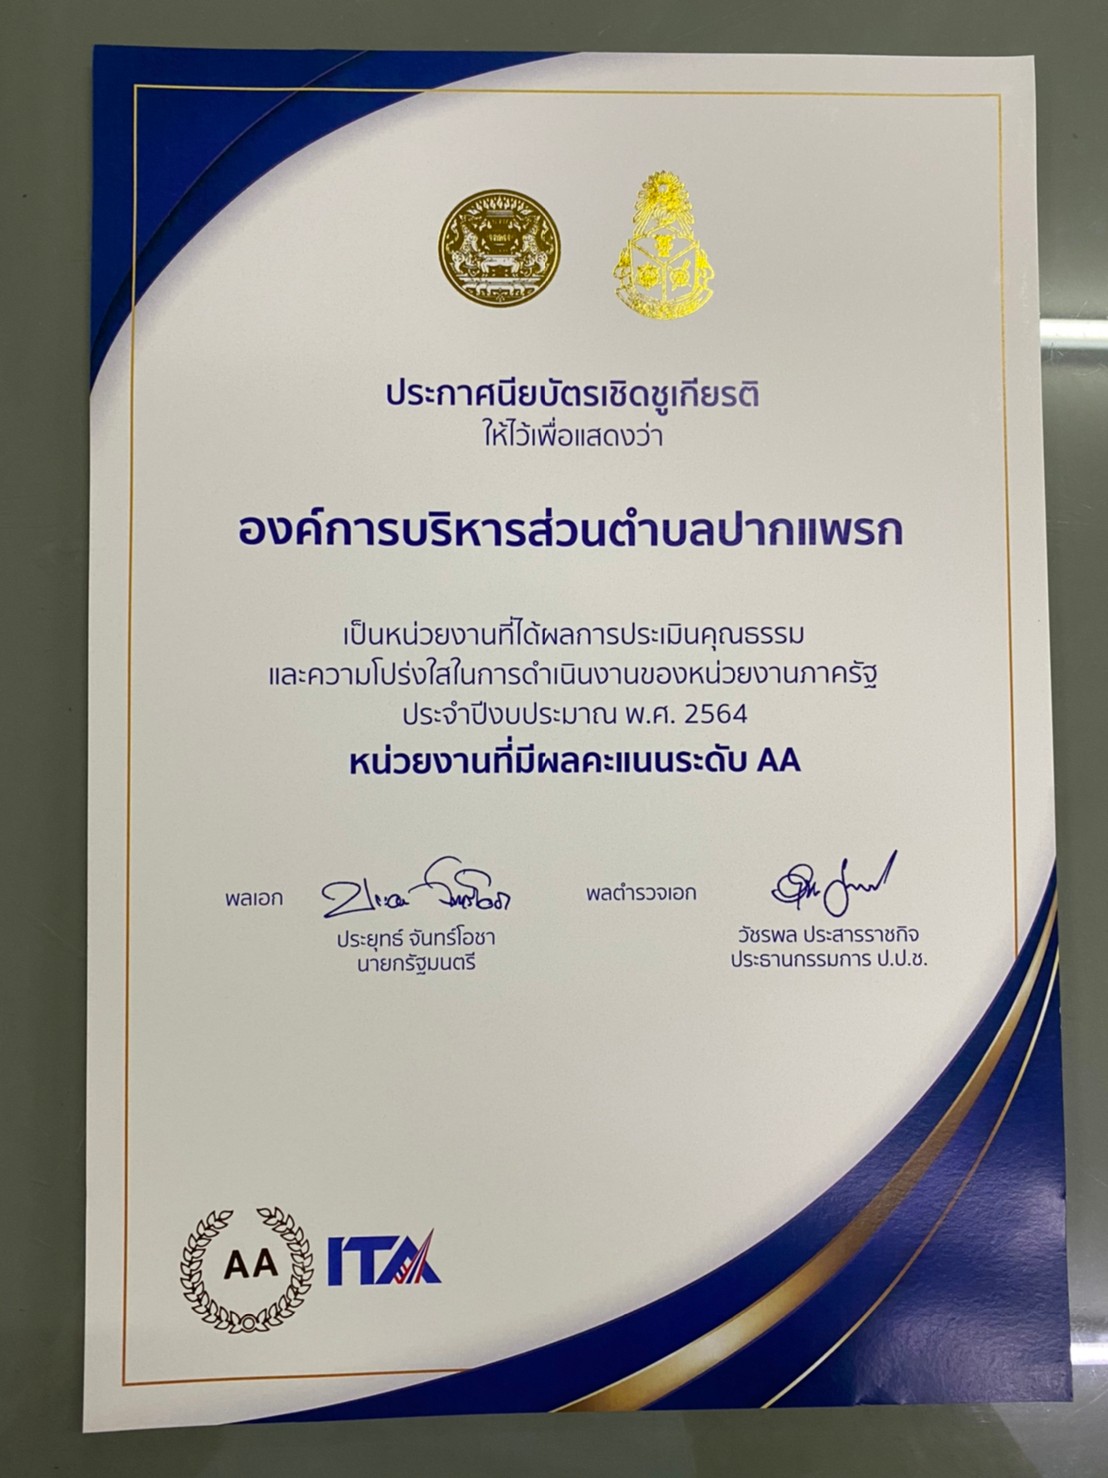 ประกาศนียบัตรเชิดชูเกียรติ
ให้ไว้เพื่อแสดงว่า
องค์การบริหารส่วนตำบลปากแพรก
เป็นหน่วยงานที่ได้ผลการประเมินคุณธรรม
และความโปร่งใสในการดำเนินงานของหน่วยงานภาครัฐ
ประจำปีงบประมาณ พ.ศ. 2564
หน่วยงานที่มีผลคะแนนระดับ AA
พลเอก
พลตำรวจเอก
ประยุทธ์ จันทร์โอชา
นายกรัฐมนตรี
วัชรพล ประสารราชกิจ
ประธานกรรมการ ป.ป.ช.
AA
ITA